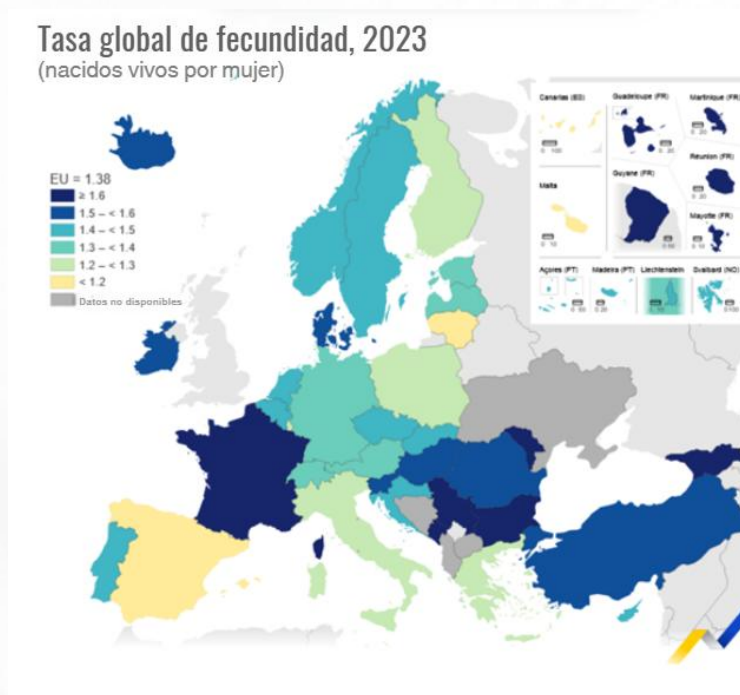 Tasa global de fecundidad, 2023
(nacidos vivos por mujer)
EU = 1.38
≥ 1.6
1.5 – < 1.6
1.4 – < 1.5
1.3 – < 1.4
1.2 – < 1.3
< 1.2
Datos no disponibles
Canarias (ES)
Guadeloupe (FR)
Martinique (FR)
Réunion (FR)
Malta
Guyane (FR)
Mayotte (FR)
Açores (PT)
Madeira (PT)
Liechtenstein
Svalbard (NO)